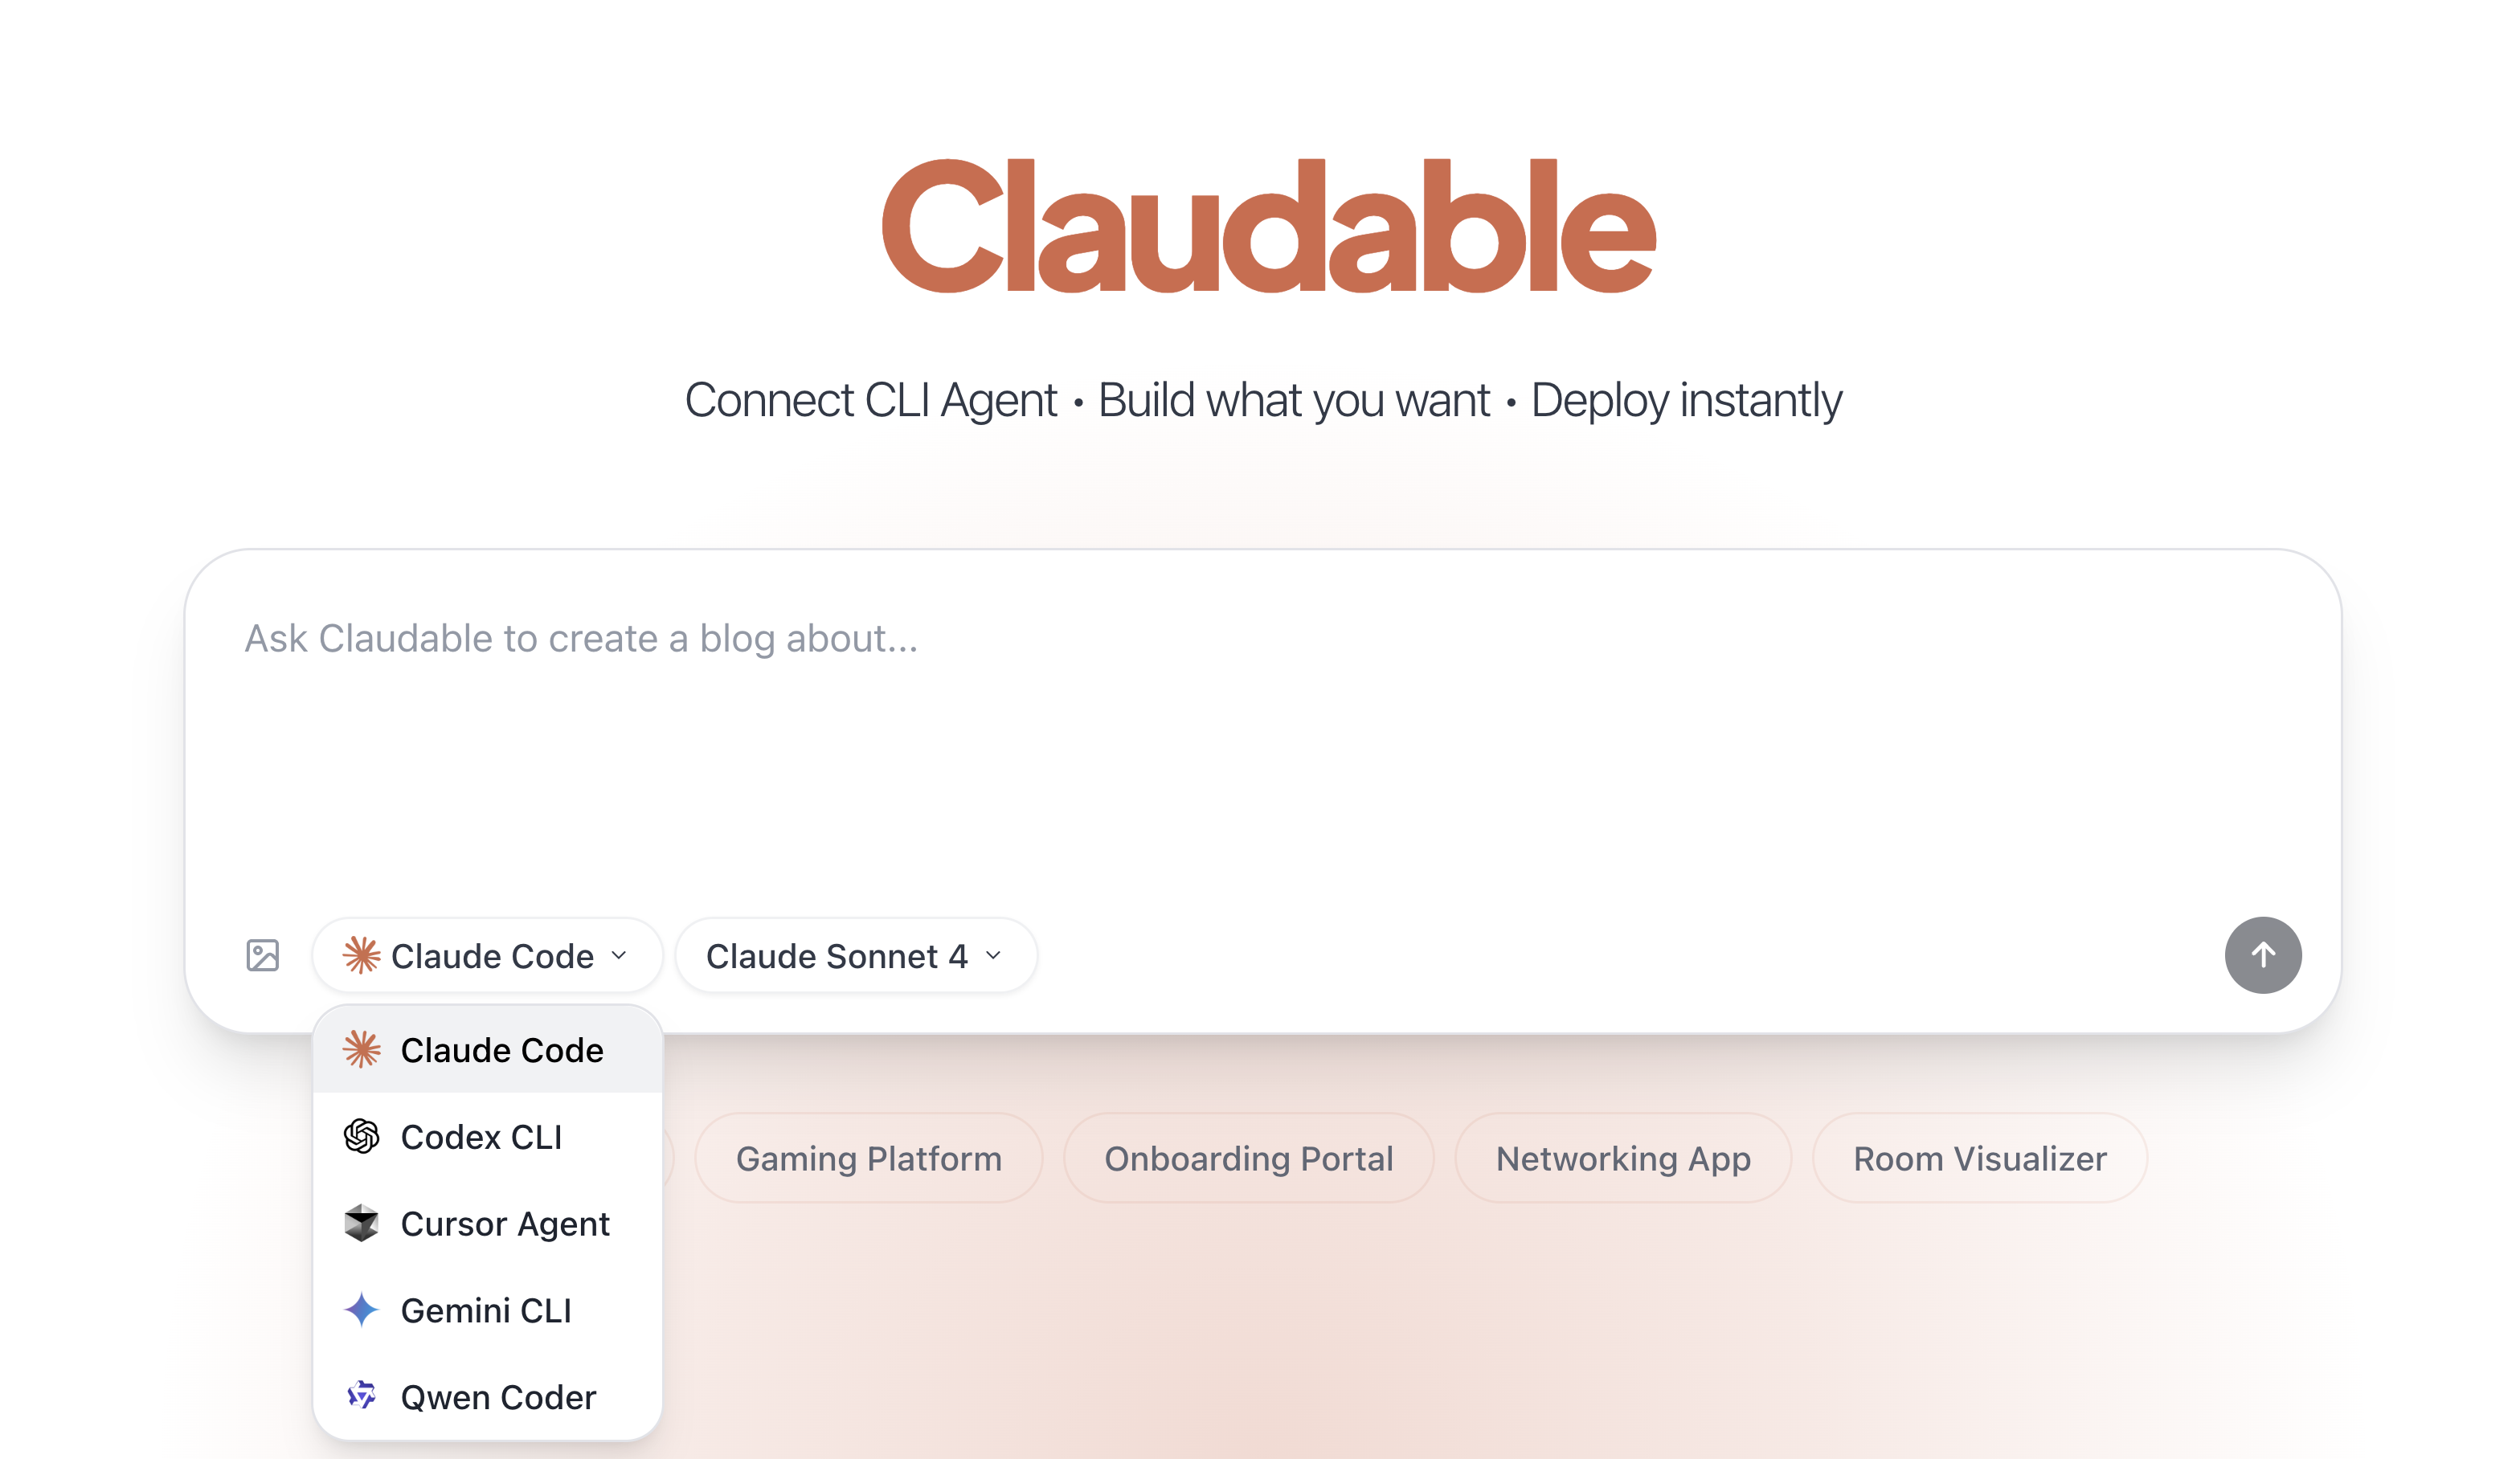 Claudable
Connect CLI Agent • Build what you want • Deploy instantly
Ask Claudable to create a blog about...
Claude Code
Claude Sonnet 4
Claude Code
Codex CLI
Cursor Agent
Gemini CLI
Qwen Coder
Gaming Platform
Onboarding Portal
Networking App
Room Visualizer